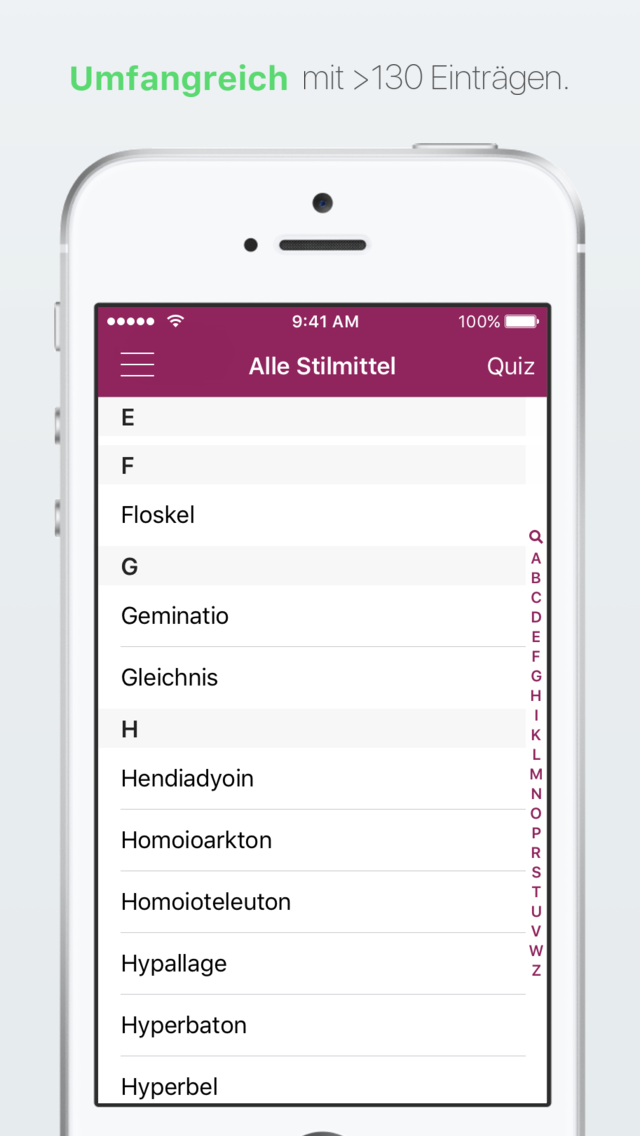 Umfangreich mit >130 Einträgen.
9:41 AM 100%
Alle Stilmittel Quiz
E
F
Floskel
G
Geminatio
Gleichnis
H
Hendiadyoin
Homoioarkton
Homoioteleuton
Hypallage
Hyperbaton
Hyperbel
A
B
C
D
E
F
G
H
I
K
L
M
N
O
P
R
S
T
U
V
W
Z